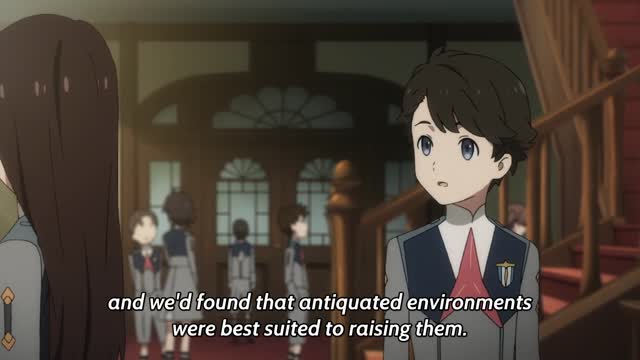 and we'd found that antiquated environments
were best suited to raising them.